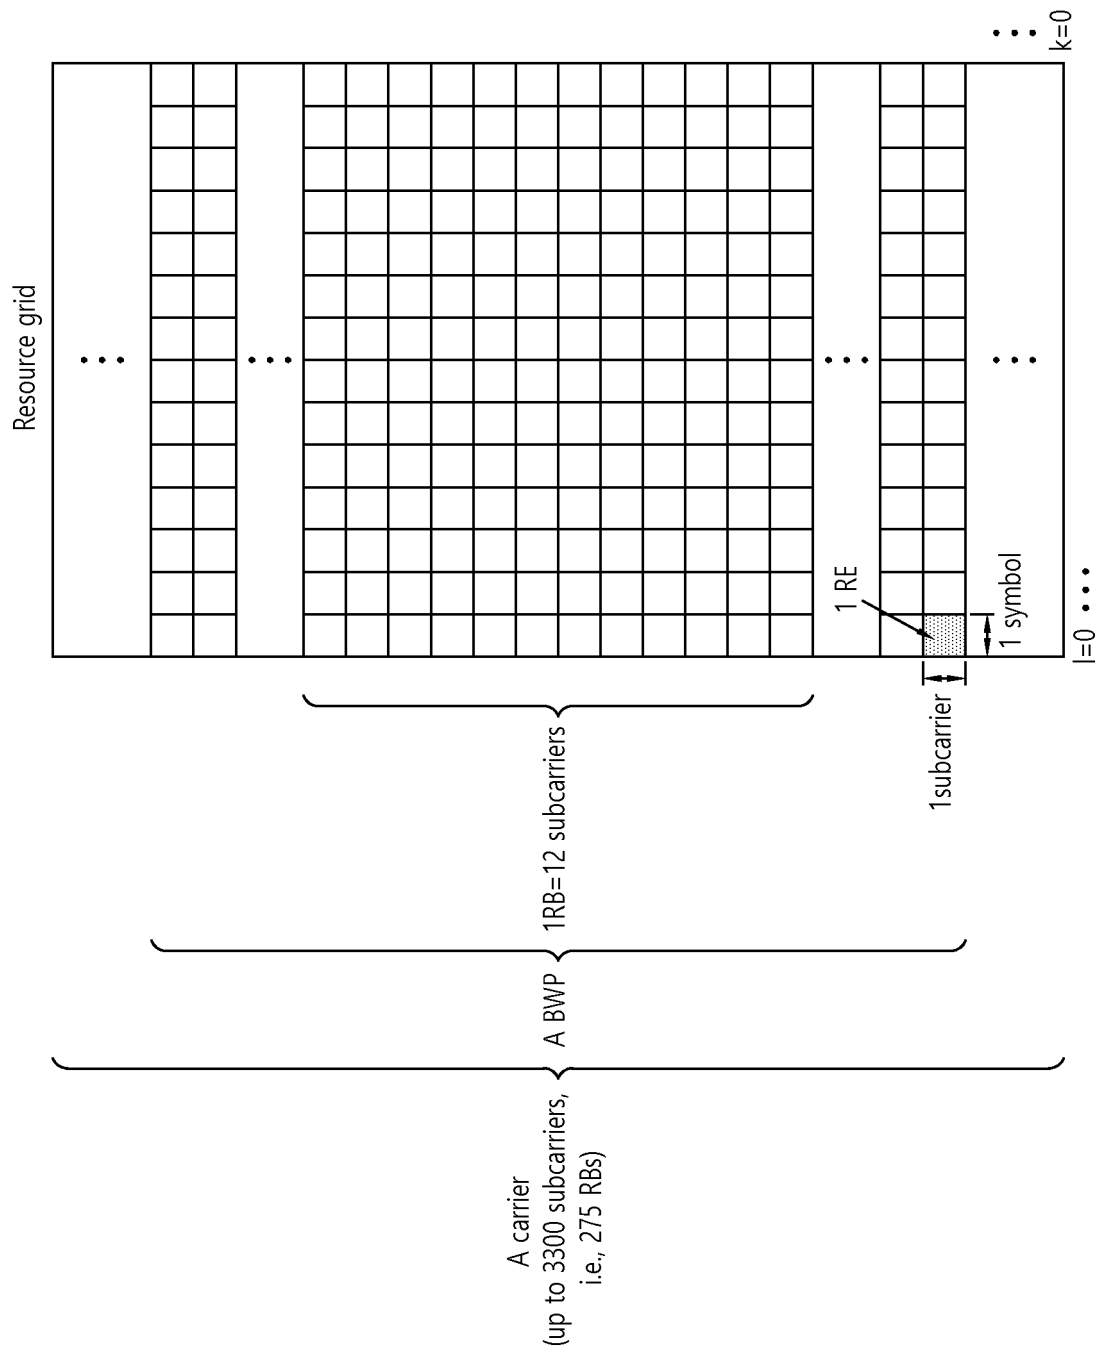 Resource grid
A carrier
(up to 3300 subcarriers,
i.e., 275 RBs)
A BWP
1RB=12 subcarriers
1 RE
1subcarrier
1 symbol
l=0
k=0